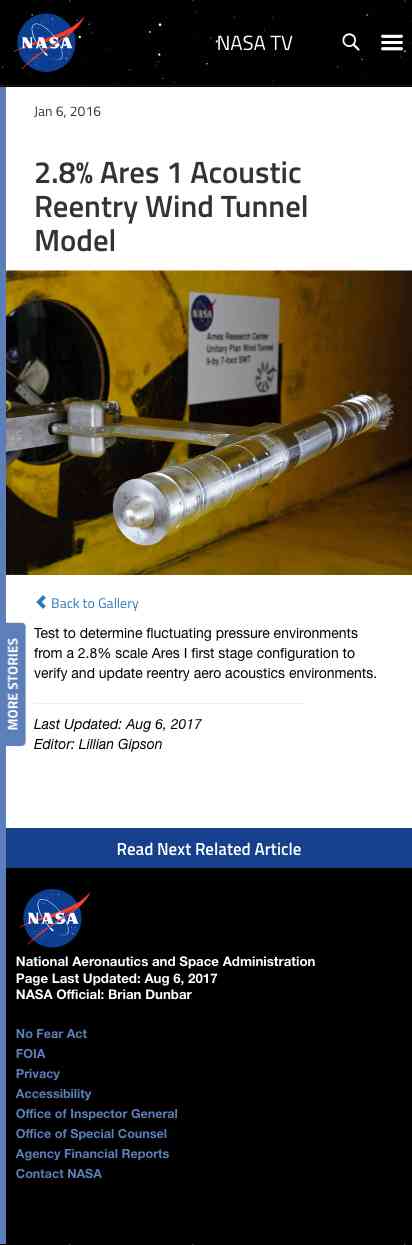 NASA
NASA TV
Jan 6, 2016
2.8% Ares 1 Acoustic
Reentry Wind Tunnel
Model
NASA
Ames Research Center
Unitary Plan Wind Tunnel
9-by 7-foot SWT
Back to Gallery
Test to determine fluctuating pressure environments
from a 2.8% scale Ares I first stage configuration to
verify and update reentry aero acoustics environments.
MORE STORIES
Last Updated: Aug 6, 2017
Editor: Lillian Gipson
Read Next Related Article
NASA
National Aeronautics and Space Administration
Page Last Updated: Aug 6, 2017
NASA Official: Brian Dunbar
No Fear Act
FOIA
Privacy
Accessibility
Office of Inspector General
Office of Special Counsel
Agency Financial Reports
Contact NASA